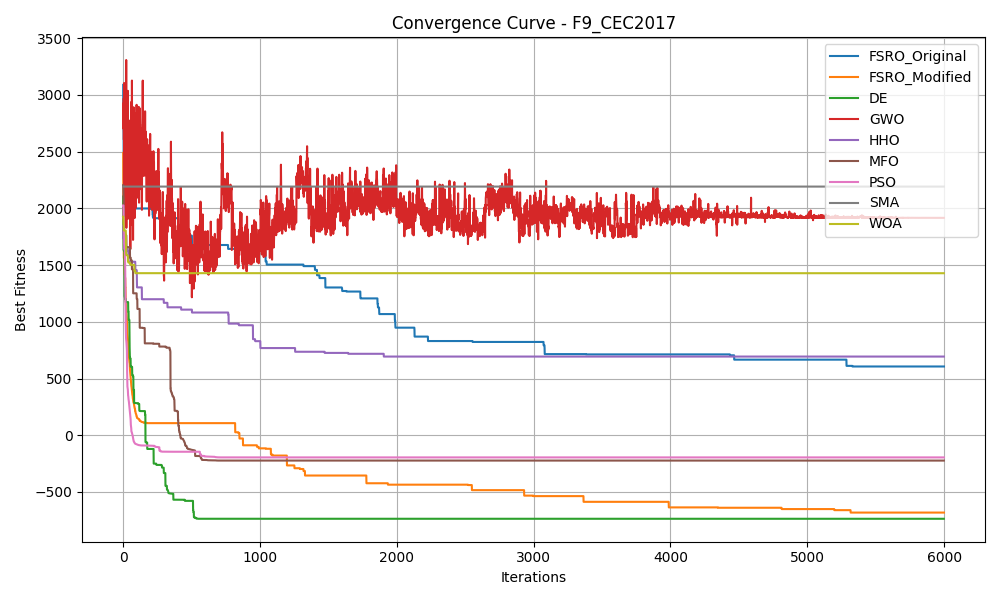 Convergence Curve - F9_CEC2017
Best Fitness
3500
3000
2500
2000
1500
1000
500
0
−500
0
1000
2000
3000
4000
5000
6000
Iterations
FSRO_Original
FSRO_Modified
DE
GWO
HHO
MFO
PSO
SMA
WOA